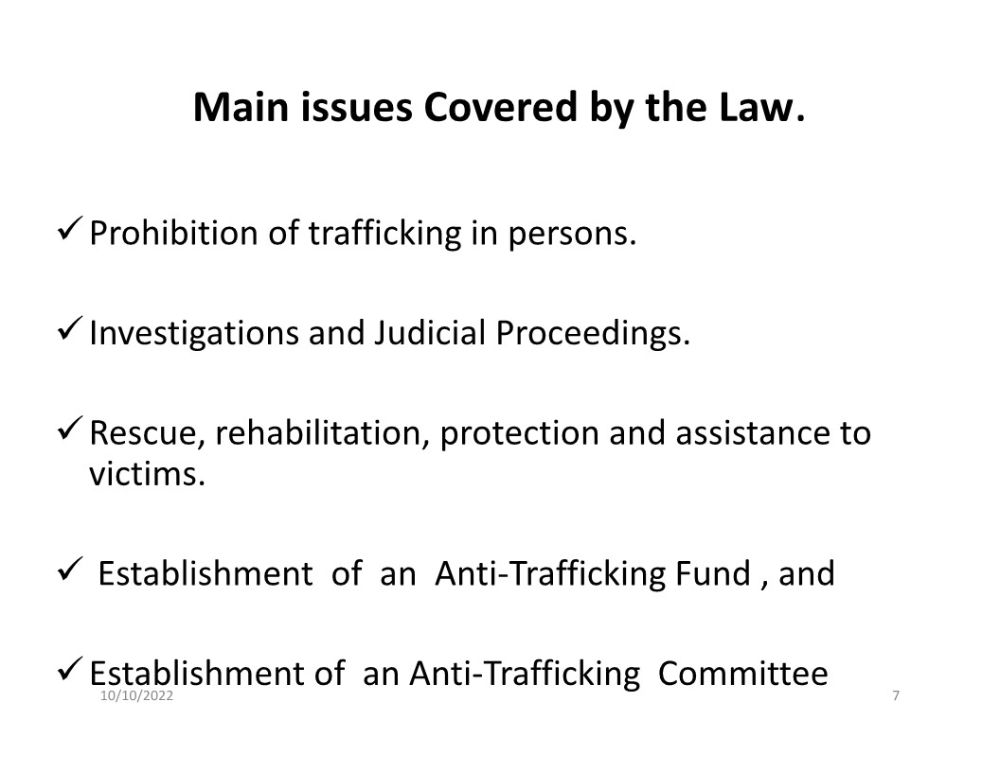 Main issues Covered by the Law.
✓ Prohibition of trafficking in persons.
✓ Investigations and Judicial Proceedings.
✓ Rescue, rehabilitation, protection and assistance to
victims.
✓ Establishment of an Anti-Trafficking Fund , and
✓ Establishment of an Anti-Trafficking Committee
10/10/2022
7